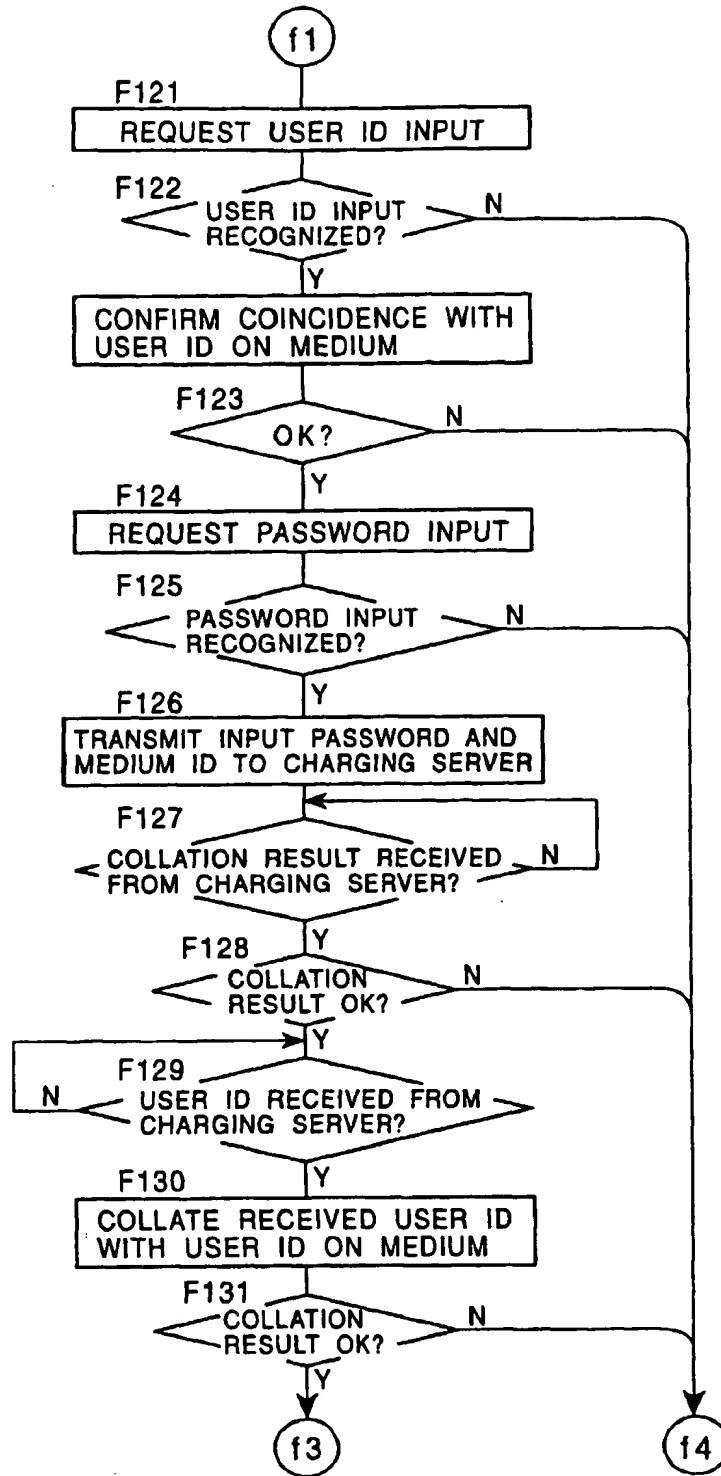 f1
F121
REQUEST USER ID INPUT
F122
USER ID INPUT
RECOGNIZED?
N
Y
CONFIRM COINCIDENCE WITH
USER ID ON MEDIUM
F123
OK?
N
Y
F124
REQUEST PASSWORD INPUT
F125
PASSWORD INPUT
RECOGNIZED?
N
Y
F126
TRANSMIT INPUT PASSWORD AND
MEDIUM ID TO CHARGING SERVER
F127
COLLATION RESULT RECEIVED
FROM CHARGING SERVER?
N
Y
F128
COLLATION
RESULT OK?
N
Y
F129
N
USER ID RECEIVED FROM
CHARGING SERVER?
Y
F130
COLLATE RECEIVED USER ID
WITH USER ID ON MEDIUM
F131
COLLATION
RESULT OK?
N
Y
f3
f4